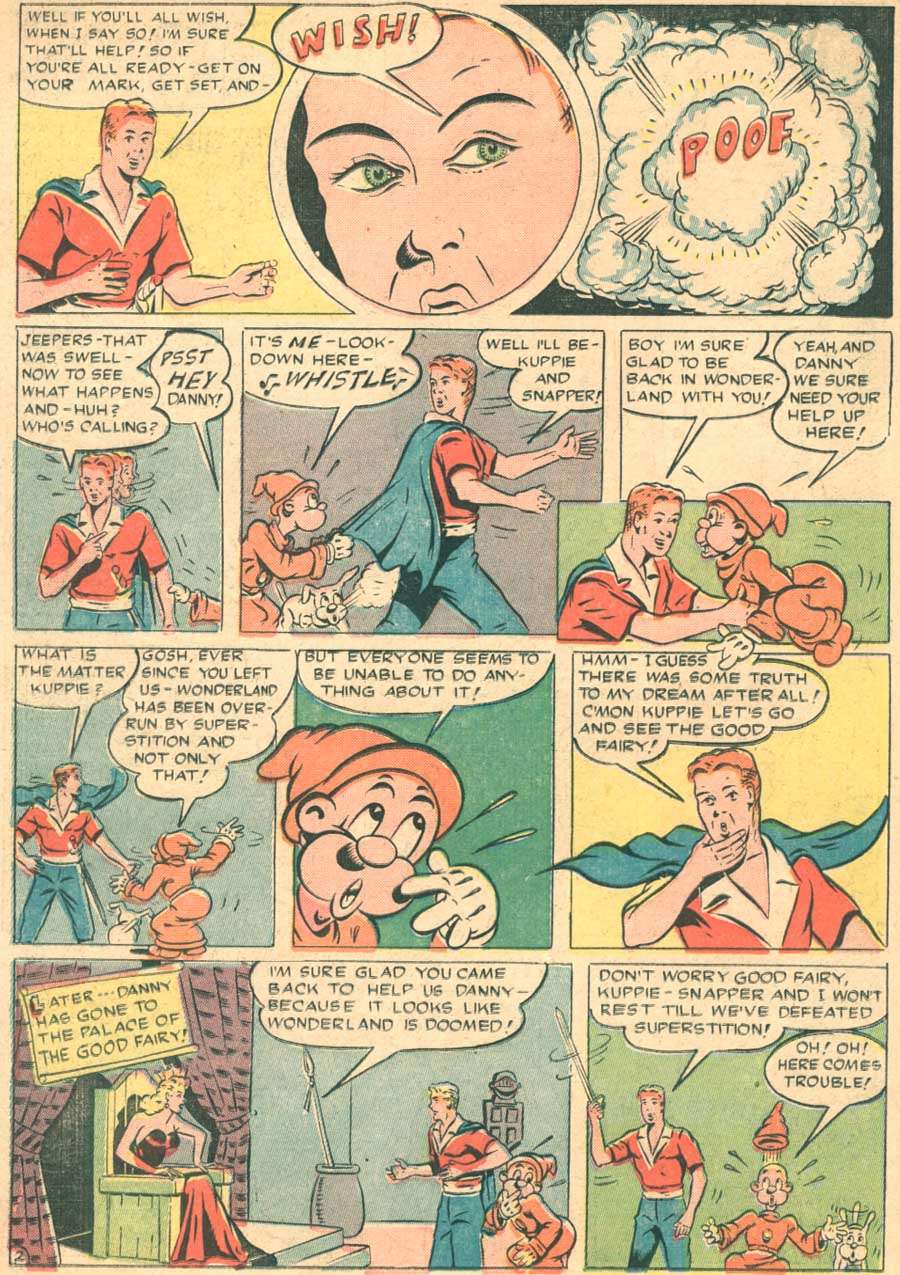 WELL IF YOU'LL ALL WISH,
WHEN I SAY SO! I'M SURE
THAT'LL HELP! SO IF
YOU'RE ALL READY-GET ON
YOUR MARK, GET SET, AND-
WISH!
POOF
JEEPERS-THAT
WAS SWELL-
NOW TO SEE
WHAT HAPPENS
AND-HUH?
WHO'S CALLING?
PSST
HEY
DANNY!
IT'S ME-LOOK-
DOWN HERE-
♫WHISTLE♪
WELL I'LL BE-
KUPPIE
AND
SNAPPER!
BOY I'M SURE
GLAD TO BE
BACK IN WONDER-
LAND WITH YOU!
YEAH, AND
DANNY
WE SURE
NEED YOUR
HELP UP
HERE!
WHAT IS
THE MATTER
KUPPIE?
GOSH, EVER
SINCE YOU LEFT
US-WONDERLAND
HAS BEEN OVER-
RUN BY SUPER-
STITION AND
NOT ONLY
THAT!
BUT EVERYONE SEEMS TO
BE UNABLE TO DO ANY-
THING ABOUT IT!
HMM-I GUESS
THERE WAS SOME TRUTH
TO MY DREAM AFTER ALL!
C'MON KUPPIE LET'S GO
AND SEE THE GOOD
FAIRY!
LATER---DANNY
HAS GONE TO
THE PALACE OF
THE GOOD FAIRY!
I'M SURE GLAD YOU CAME
BACK TO HELP US DANNY-
BECAUSE IT LOOKS LIKE
WONDERLAND IS DOOMED!
DON'T WORRY GOOD FAIRY,
KUPPIE-SNAPPER AND I WON'T
REST TILL WE'VE DEFEATED
SUPERSTITION!
OH! OH!
HERE COMES
TROUBLE!
2